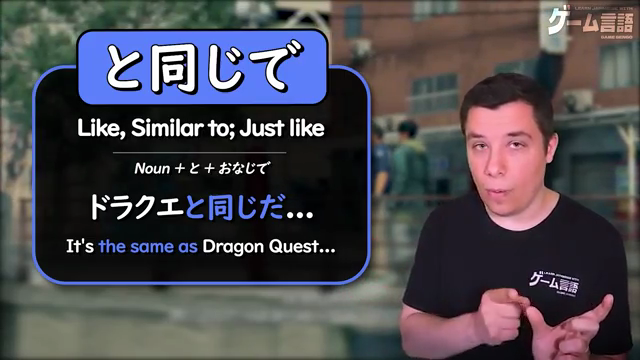 と同じで
Like, Similar to; Just like
Noun + と + おなじで
ドラクエと同じだ...
It's the same as Dragon Quest...
ゲーム言語
ゲーム言語